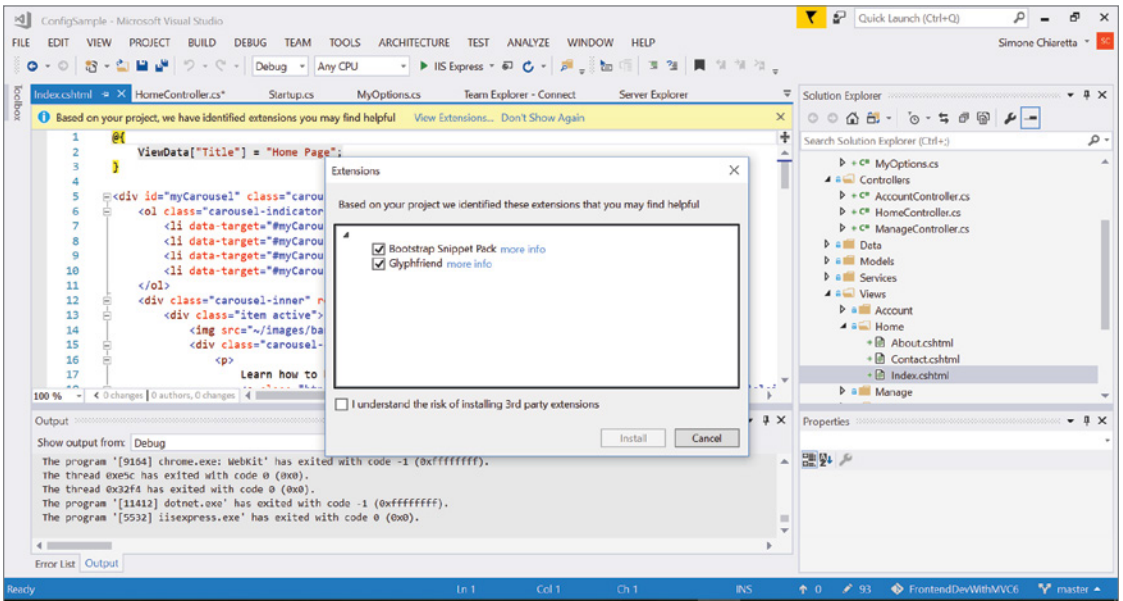 ConfigSample - Microsoft Visual Studio
Quick Launch (Ctrl+Q)
FILE EDIT VIEW PROJECT BUILD DEBUG TEAM TOOLS ARCHITECTURE TEST ANALYZE WINDOW HELP
Simone Chiaretta
SC
Debug Any CPU IIS Express
Toolbox
Index.cshtml HomeController.cs* Startup.cs MyOptions.cs Team Explorer - Connect Server Explorer
Based on your project, we have identified extensions you may find helpful View Extensions... Don't Show Again
1 @{
2 ViewData["Title"] = "Home Page";
3 }
4
5 <div id="myCarousel" class="carou
6 <ol class="carousel-indicator
7 <li data-target="#myCarou
8 <li data-target="#myCarou
9 <li data-target="#myCarou
10 <li data-target="#myCarou
11 </ol>
12 <div class="carousel-inner" r
13 <div class="item active">
14 <img src="~/images/ba
15 <div class="carousel-
16 <p>
17 Learn how to
100 % 0 changes | 0 authors, 0 changes
Extensions
Based on your project we identified these extensions that you may find helpful
Bootstrap Snippet Pack more info
Glyphfriend more info
I understand the risk of installing 3rd party extensions
Install Cancel
Output
Show output from: Debug
The program '[9164] chrome.exe: WebKit' has exited with code -1 (0xffffffff).
The thread 0xe5c has exited with code 0 (0x0).
The thread 0x32f4 has exited with code 0 (0x0).
The program '[11412] dotnet.exe' has exited with code -1 (0xffffffff).
The program '[5532] iisexpress.exe' has exited with code 0 (0x0).
Error List Output
Solution Explorer
Search Solution Explorer (Ctrl+;)
C# MyOptions.cs
Controllers
C# AccountController.cs
C# HomeController.cs
C# ManageController.cs
Data
Models
Services
Views
Account
Home
About.cshtml
Contact.cshtml
Index.cshtml
Manage
Properties
Ready Ln 1 Col 1 Ch 1 INS 0 93 FrontendDevWithMVC6 master